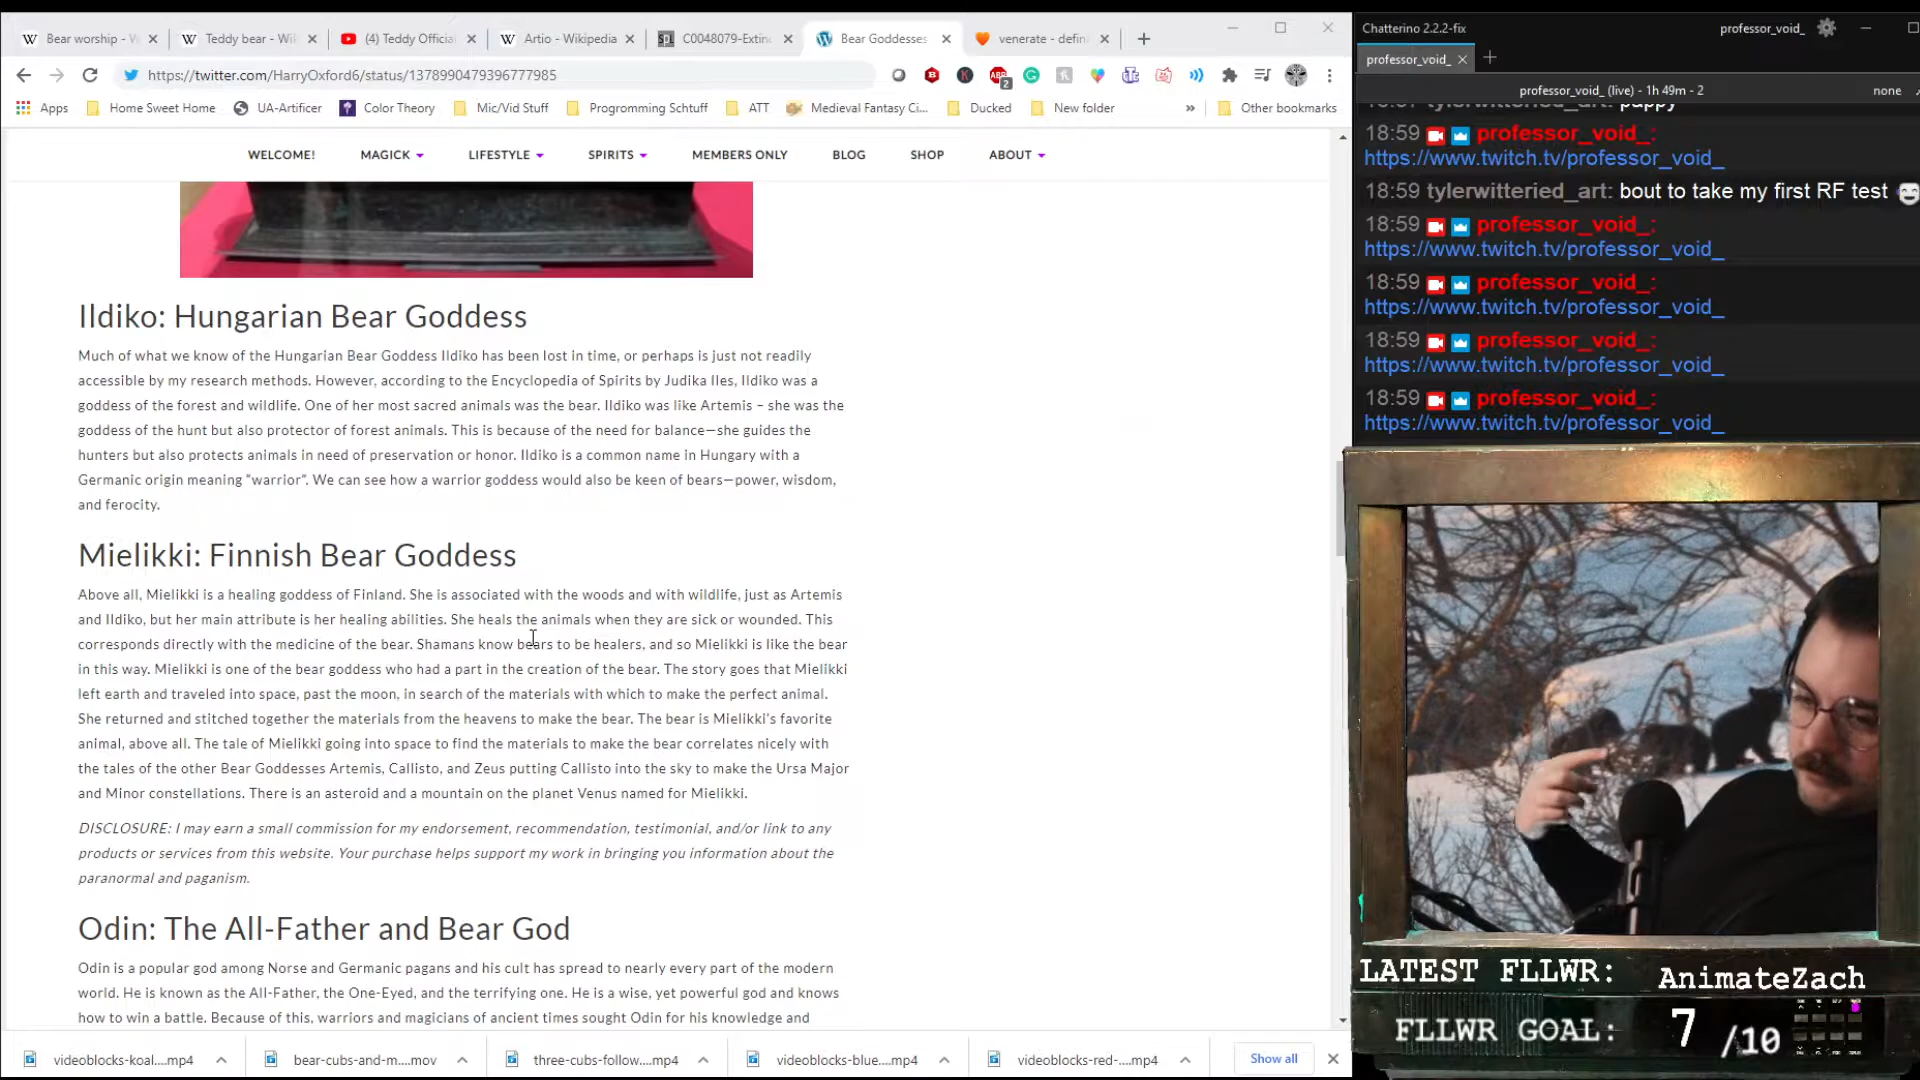 Bear worship - W
Teddy bear - Wi
(4) Teddy Officia
Artio - Wikipedia
C0048079-Extin
Bear Goddesses
venerate - defin
https://twitter.com/HarryOxford6/status/1378990479396777985
Apps
Home Sweet Home
UA-Artificer
Color Theory
Mic/Vid Stuff
Programming Schtuff
ATT
Medieval Fantasy Ci...
Ducked
New folder
»
Other bookmarks
WELCOME!
MAGICK
LIFESTYLE
SPIRITS
MEMBERS ONLY
BLOG
SHOP
ABOUT
Ildiko: Hungarian Bear Goddess
Much of what we know of the Hungarian Bear Goddess Ildiko has been lost in time, or perhaps is just not readily
accessible by my research methods. However, according to the Encyclopedia of Spirits by Judika Iles, Ildiko was a
goddess of the forest and wildlife. One of her most sacred animals was the bear. Ildiko was like Artemis – she was the
goddess of the hunt but also protector of forest animals. This is because of the need for balance—she guides the
hunters but also protects animals in need of preservation or honor. Ildiko is a common name in Hungary with a
Germanic origin meaning “warrior”. We can see how a warrior goddess would also be keen of bears—power, wisdom,
and ferocity.
Mielikki: Finnish Bear Goddess
Above all, Mielikki is a healing goddess of Finland. She is associated with the woods and with wildlife, just as Artemis
and Ildiko, but her main attribute is her healing abilities. She heals the animals when they are sick or wounded. This
corresponds directly with the medicine of the bear. Shamans know bears to be healers, and so Mielikki is like the bear
in this way. Mielikki is one of the bear goddess who had a part in the creation of the bear. The story goes that Mielikki
left earth and traveled into space, past the moon, in search of the materials with which to make the perfect animal.
She returned and stitched together the materials from the heavens to make the bear. The bear is Mielikki's favorite
animal, above all. The tale of Mielikki going into space to find the materials to make the bear correlates nicely with
the tales of the other Bear Goddesses Artemis, Callisto, and Zeus putting Callisto into the sky to make the Ursa Major
and Minor constellations. There is an asteroid and a mountain on the planet Venus named for Mielikki.
DISCLOSURE: I may earn a small commission for my endorsement, recommendation, testimonial, and/or link to any
products or services from this website. Your purchase helps support my work in bringing you information about the
paranormal and paganism.
Odin: The All-Father and Bear God
Odin is a popular god among Norse and Germanic pagans and his cult has spread to nearly every part of the modern
world. He is known as the All-Father, the One-Eyed, and the terrifying one. He is a wise, yet powerful god and knows
how to win a battle. Because of this, warriors and magicians of ancient times sought Odin for his knowledge and
videoblocks-koal....mp4
bear-cubs-and-m....mov
three-cubs-follow....mp4
videoblocks-blue....mp4
videoblocks-red-....mp4
Show all
Chatterino 2.2.2-fix
professor_void_
professor_void_
professor_void_ (live) - 1h 49m - 2
none
tylerwitteried_art: puppy
18:59 professor_void_:
https://www.twitch.tv/professor_void_
18:59 tylerwitteried_art: bout to take my first RF test
18:59 professor_void_:
https://www.twitch.tv/professor_void_
18:59 professor_void_:
https://www.twitch.tv/professor_void_
18:59 professor_void_:
https://www.twitch.tv/professor_void_
18:59 professor_void_:
https://www.twitch.tv/professor_void_
LATEST FLLWR: AnimateZach
FLLWR GOAL: 7 /10